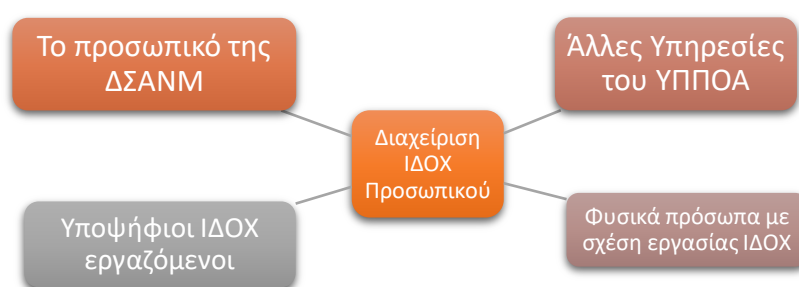 Το προσωπικό της
ΔΣΑΝΜ
Άλλες Υπηρεσίες
του ΥΠΠΟΑ
Διαχείριση
ΙΔΟΧ
Προσωπικού
Υποψήφιοι ΙΔΟΧ
εργαζόμενοι
Φυσικά πρόσωπα με
σχέση εργασίας ΙΔΟΧ